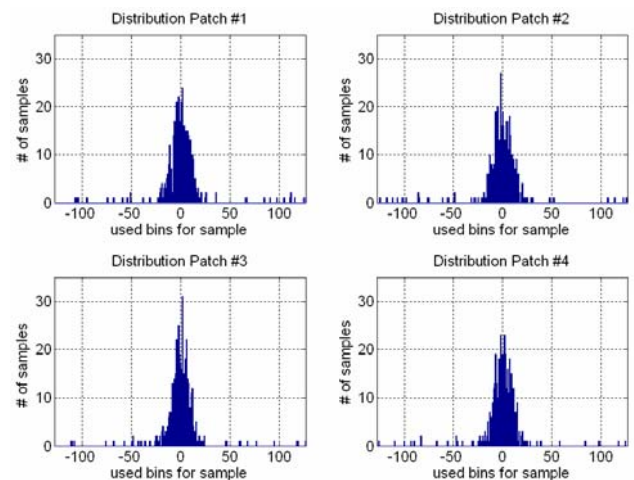 Distribution Patch #1
30
20
10
0
# of samples
-100 -50 0 50 100
used bins for sample
Distribution Patch #2
30
20
10
0
# of samples
-100 -50 0 50 100
used bins for sample
Distribution Patch #3
30
20
10
0
# of samples
-100 -50 0 50 100
used bins for sample
Distribution Patch #4
30
20
10
0
# of samples
-100 -50 0 50 100
used bins for sample